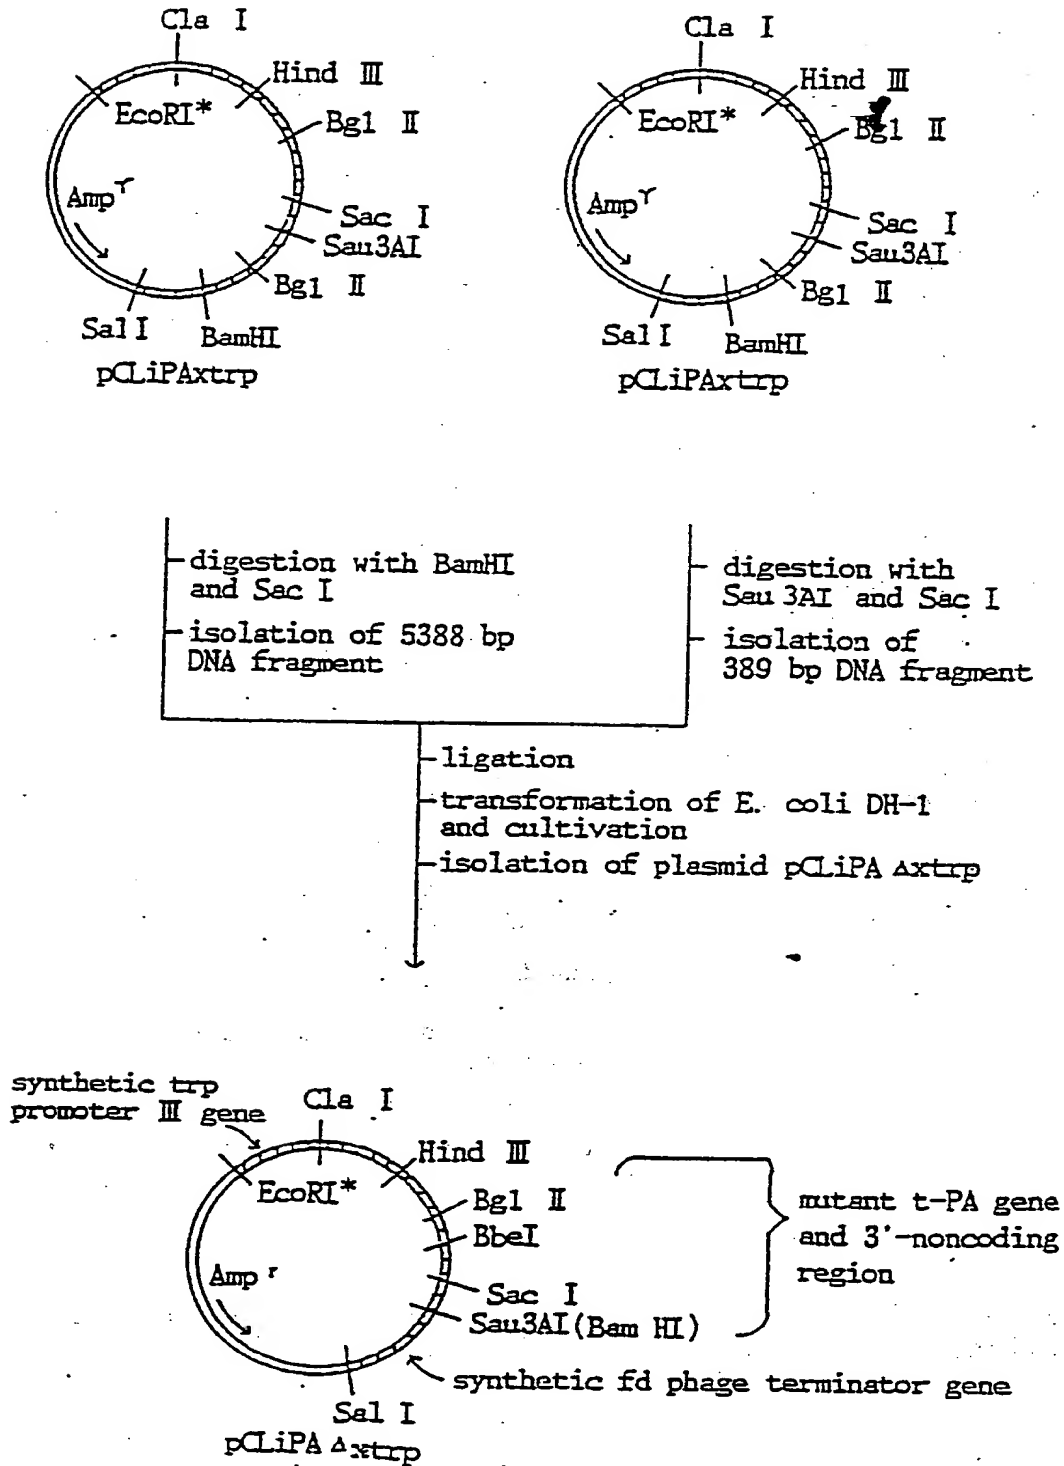 Cla I
Hind III
EcoRI*
Bgl II
Amp r
Sac I
Sau3AI
Bgl II
Sal I
BamHI
pCLiPAxtrp
Cla I
Hind III
EcoRI*
Bgl II
Amp r
Sac I
Sau3AI
Bgl II
Sal I
BamHI
pCLiPAxtrp
digestion with BamHI
and Sac I
isolation of 5388 bp
DNA fragment
digestion with
Sau 3AI and Sac I
isolation of
389 bp DNA fragment
ligation
transformation of E. coli DH-1
and cultivation
isolation of plasmid pCLiPA Δxtrp
synthetic trp
promoter III gene
Cla I
Hind III
EcoRI*
Bgl II
BbeI
Amp r
Sac I
Sau3AI(Bam HI)
mutant t-PA gene
and 3'-noncoding
region
synthetic fd phage terminator gene
Sal I
pCLiPA Δxtrp